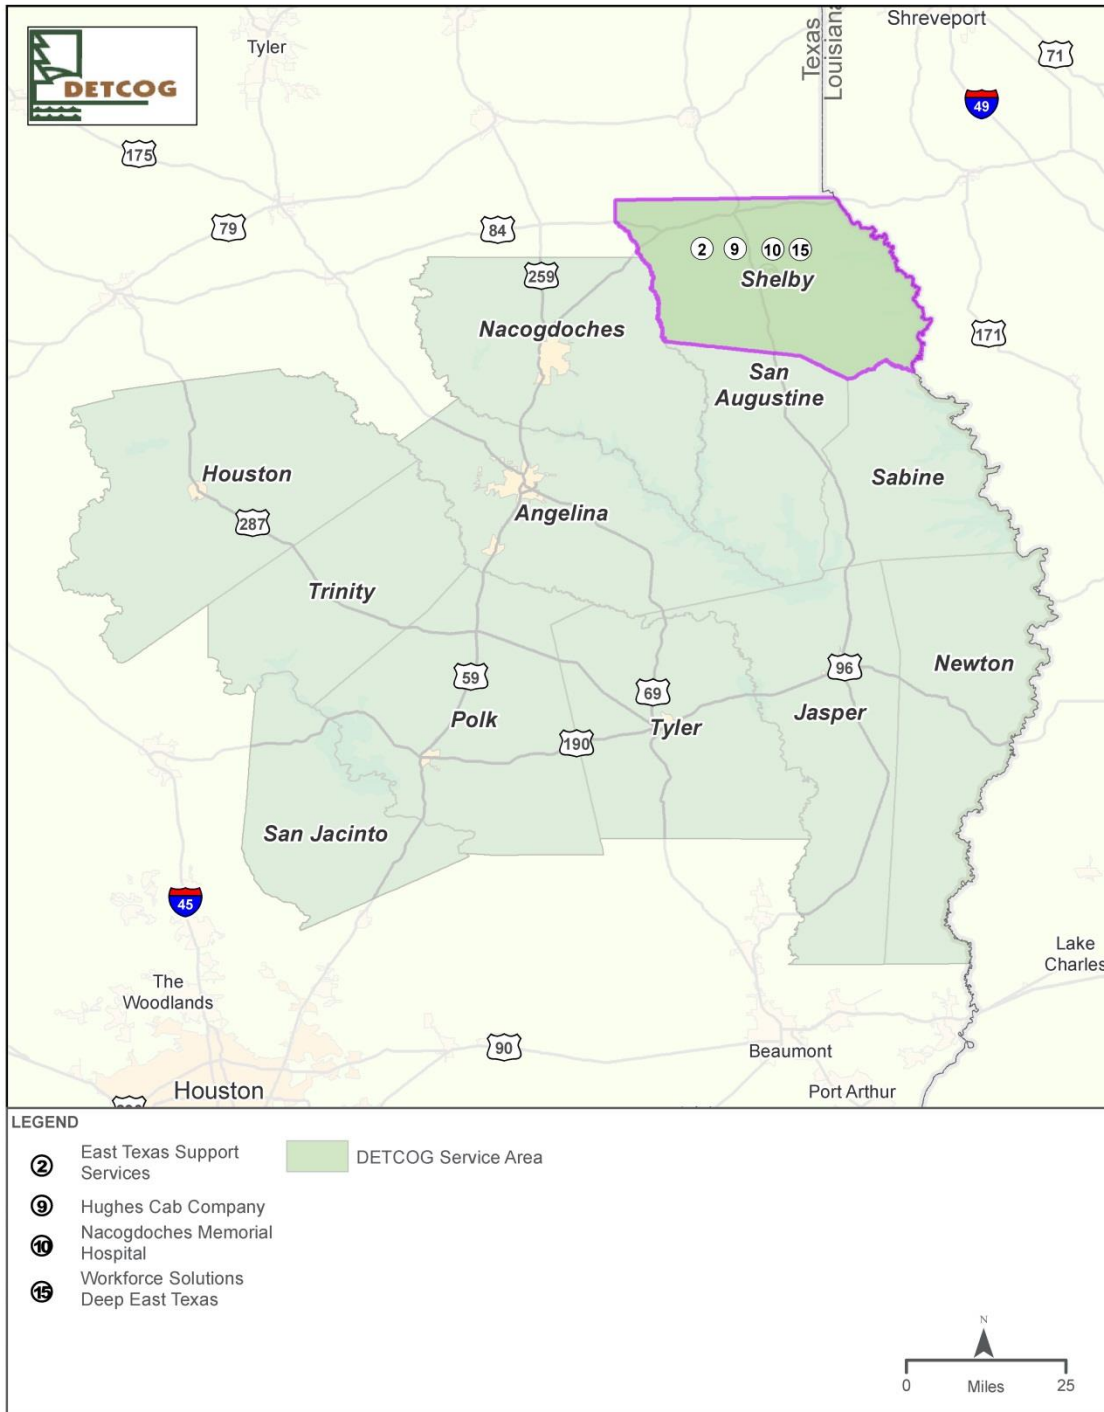 Shreveport
Tyler
Texas
Louisiana
71
DETCOG
49
175
79
84
259
2 9 10 15
Shelby
Nacogdoches
171
San
Augustine
Houston
Sabine
287
Angelina
Trinity
59
69
96
Newton
Polk
Tyler
Jasper
190
San Jacinto
45
Lake
Charles
The
Woodlands
90
Beaumont
Houston
Port Arthur
LEGEND
2 East Texas Support
Services
DETCOG Service Area
9 Hughes Cab Company
10 Nacogdoches Memorial
Hospital
15 Workforce Solutions
Deep East Texas
N
0 Miles 25